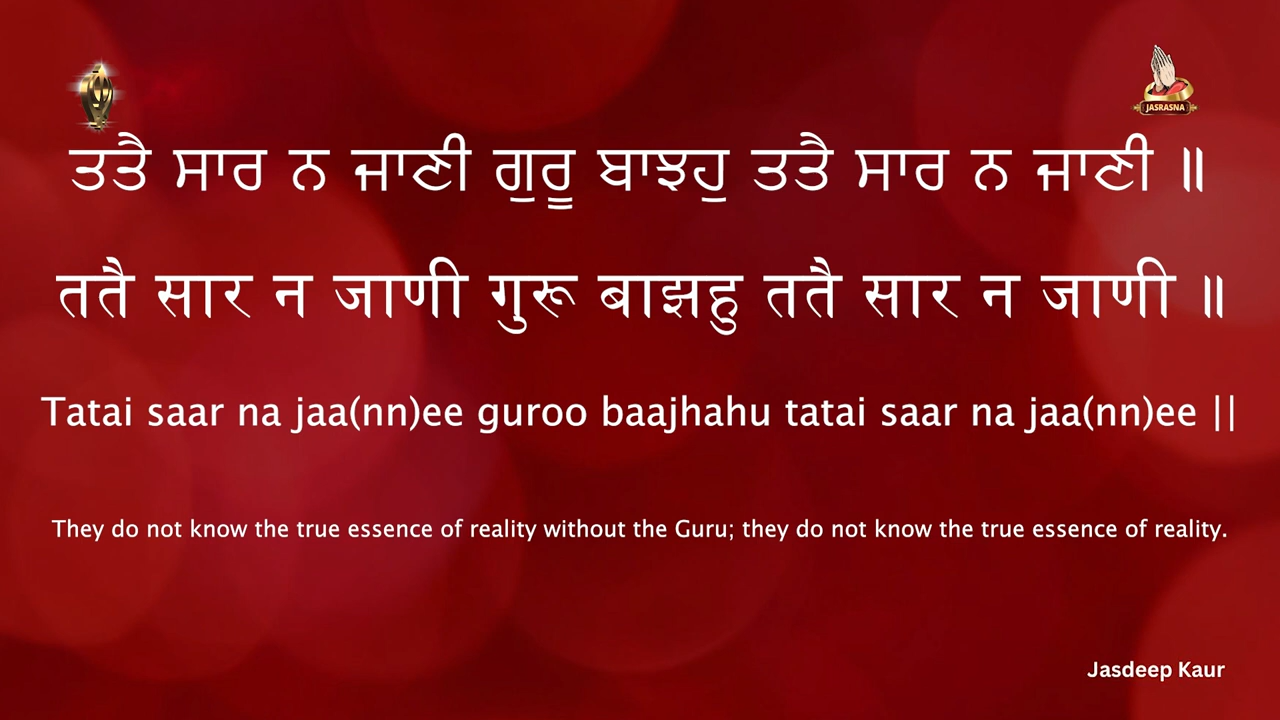 JASRASNA
ਤਤੈ ਸਾਰ ਨ ਜਾਣੀ ਗੁਰੂ ਬਾਝਹੁ ਤਤੈ ਸਾਰ ਨ ਜਾਣੀ ॥
ततै सार न जाणी गुरू बाझहु ततै सार न जाणी ॥
Tatai saar na jaa(nn)ee guroo baajhahu tatai saar na jaa(nn)ee ||
They do not know the true essence of reality without the Guru; they do not know the true essence of reality.
Jasdeep Kaur